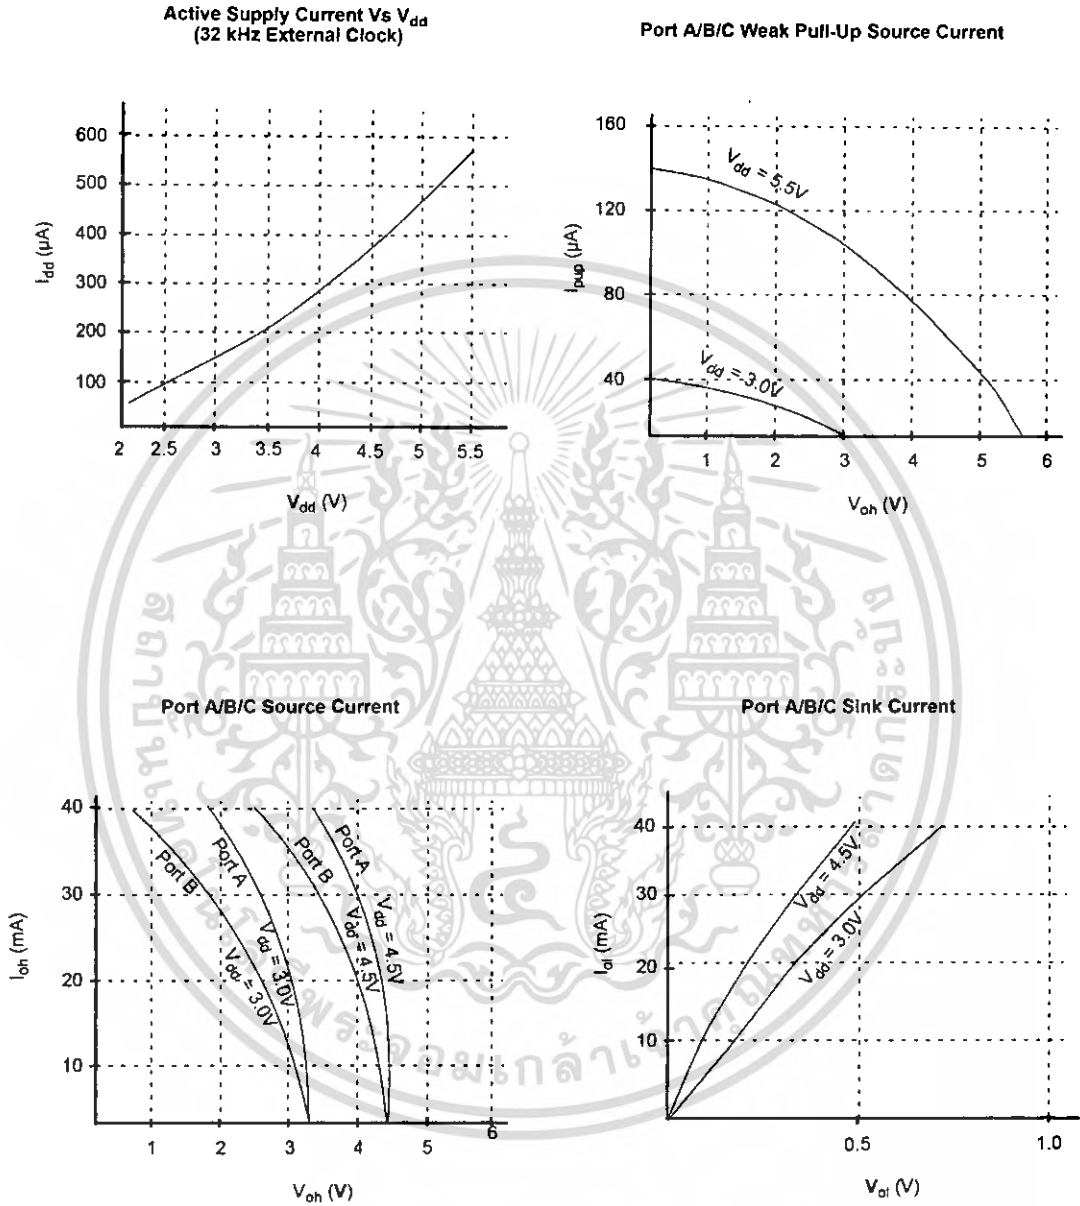 Active Supply Current Vs Vdd
(32 kHz External Clock)
600
500
400
300
200
100
Idd (µA)
2 2.5 3 3.5 4 4.5 5 5.5
Vdd (V)
Port A/B/C Weak Pull-Up Source Current
160
120
80
40
Ipup (µA)
Vdd = 5.5V
Vdd = 3.0V
1 2 3 4 5 6
Voh (V)
Port A/B/C Source Current
40
30
20
10
Ioh (mA)
Port B
Port A
Port B
Port A
Vdd = 3.0V
Vdd = 3.0V
Vdd = 4.5V
Vdd = 4.5V
1 2 3 4 5 6
Voh (V)
Port A/B/C Sink Current
40
30
20
10
Iol (mA)
Vdd = 4.5V
Vdd = 3.0V
0.5 1.0
Vol (V)